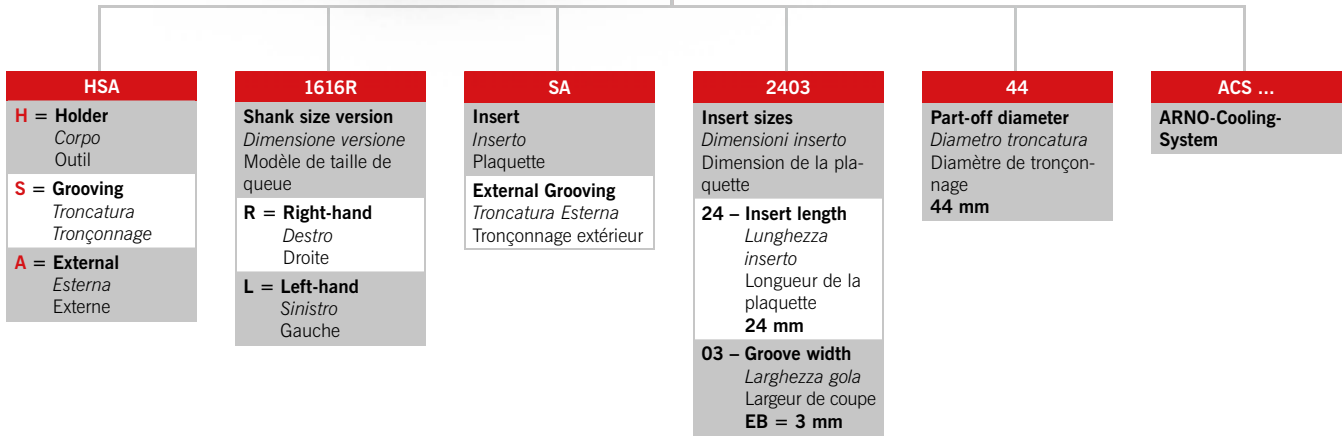 HSA
H = Holder
Corpo
Outil
S = Grooving
Troncatura
Tronçonnage
A = External
Esterna
Externe
1616R
Shank size version
Dimensione versione
Modèle de taille de
queue
R = Right-hand
Destro
Droite
L = Left-hand
Sinistro
Gauche
SA
Insert
Inserto
Plaquette
External Grooving
Troncatura Esterna
Tronçonnage extérieur
2403
Insert sizes
Dimensioni inserto
Dimension de la pla-
quette
24 – Insert length
Lunghezza
inserto
Longueur de la
plaquette
24 mm
03 – Groove width
Larghezza gola
Largeur de coupe
EB = 3 mm
44
Part-off diameter
Diametro troncatura
Diamètre de tronçon-
nage
44 mm
ACS ...
ARNO-Cooling-
System